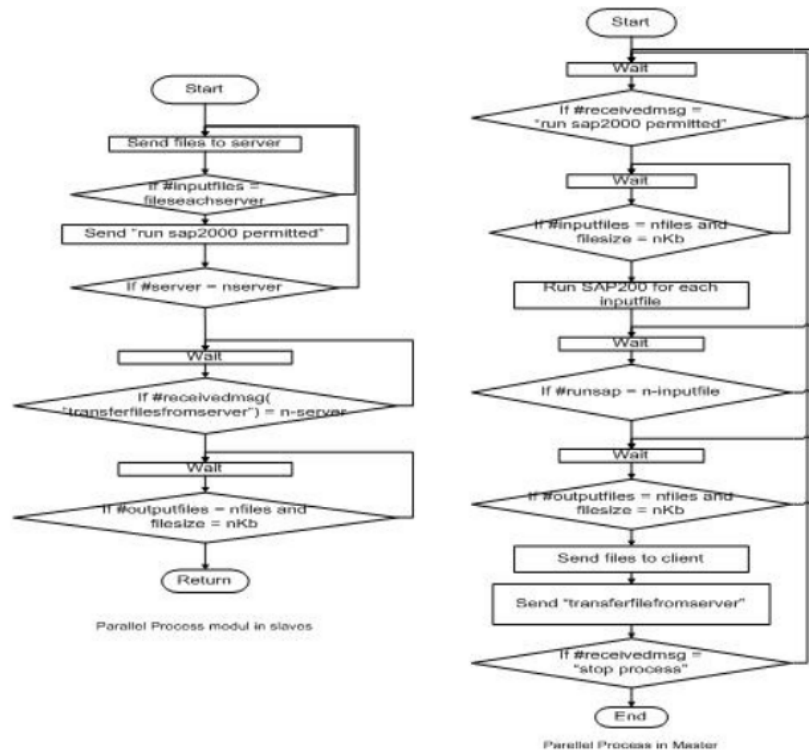 Start
Send files to server
If #inputfiles =
fileseachserver
Send "run sap2000 permitted"
If #server = nserver
Wait
If #receivedmsg(
"transferfilesfromserver") = n-server
Wait
If #outputfiles = nfiles and
filesize = nKb
Return
Parallel Process modul in slaves
Start
Wait
If #receivedmsg =
"run sap2000 permitted"
Wait
If #inputfiles = nfiles and
filesize = nKb
Run SAP200 for each
inputfile
Wait
If #runsap = n-inputfile
Wait
If #outputfiles = nfiles and
filesize = nKb
Send files to client
Send "transferfilefromserver"
If #receivedmsg =
"stop process"
End
Parellel Process in Master